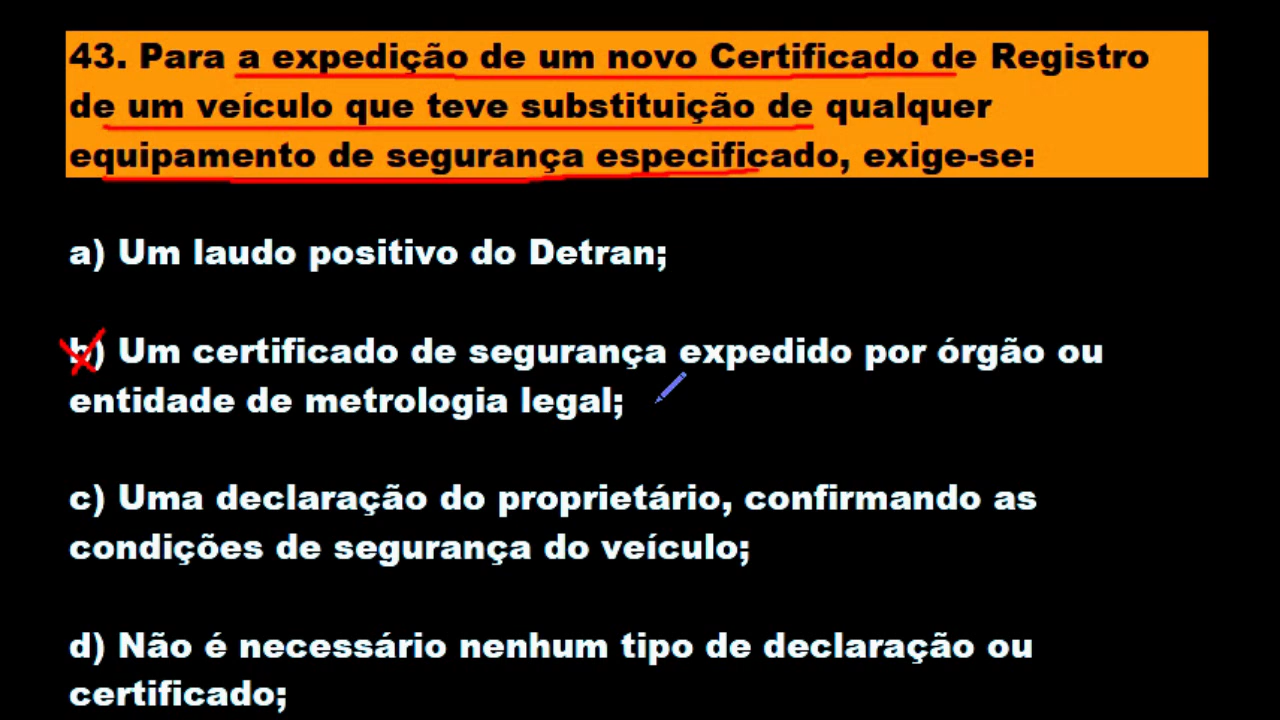 43. Para a expedição de um novo Certificado de Registro
de um veículo que teve substituição de qualquer
equipamento de segurança especificado, exige-se:
a) Um laudo positivo do Detran;
b) Um certificado de segurança expedido por órgão ou
entidade de metrologia legal;
c) Uma declaração do proprietário, confirmando as
condições de segurança do veículo;
d) Não é necessário nenhum tipo de declaração ou
certificado;